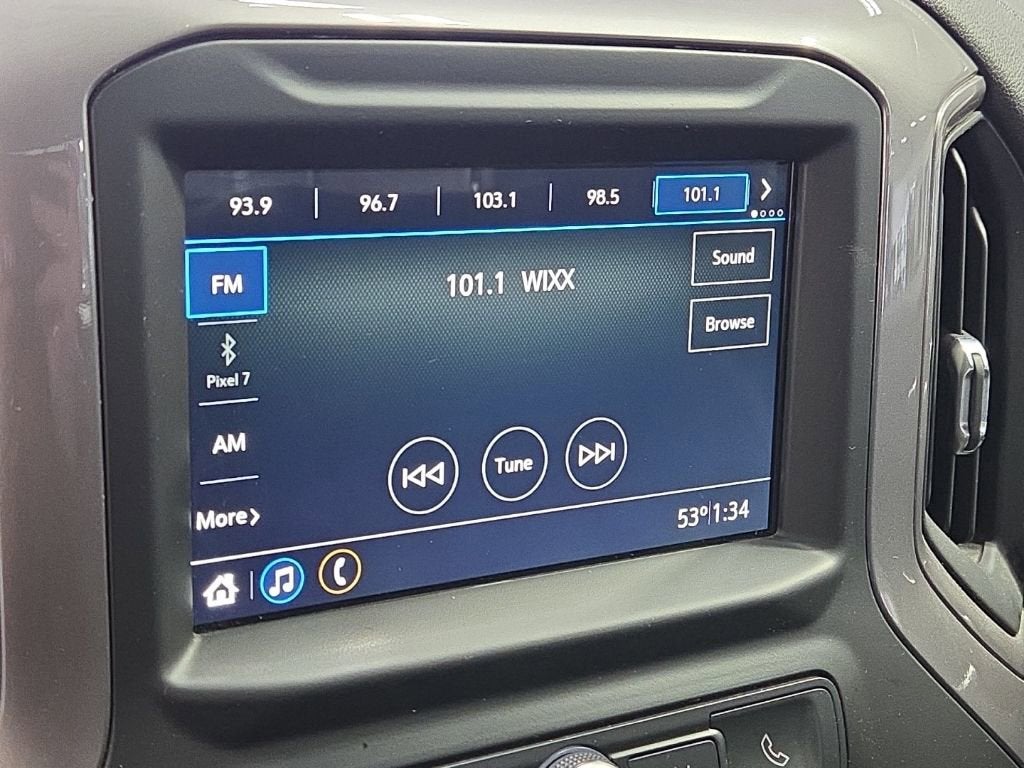 93.9 96.7 103.1 98.5 101.1
FM
101.1 WIXX
Sound
Browse
Pixel 7
AM
Tune
More
53° 1:34